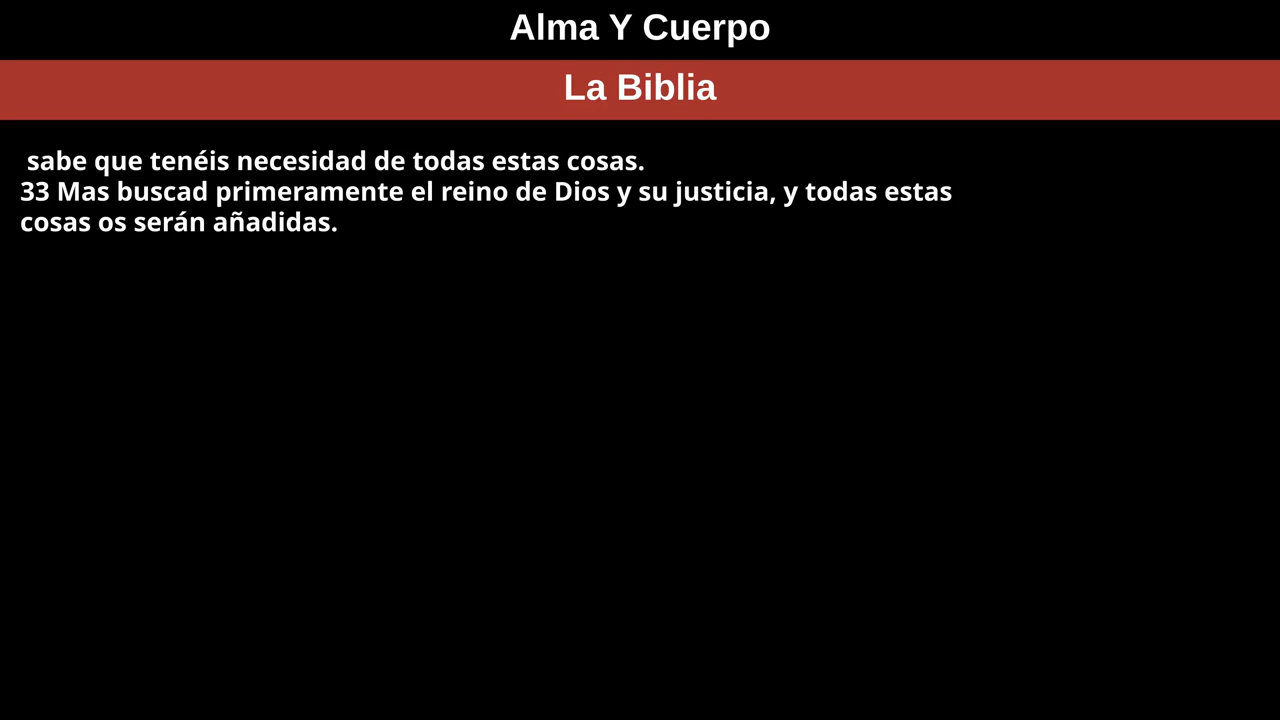 Alma Y Cuerpo
La Biblia
sabe que tenéis necesidad de todas estas cosas.
33 Mas buscad primeramente el reino de Dios y su justicia, y todas estas
cosas os serán añadidas.